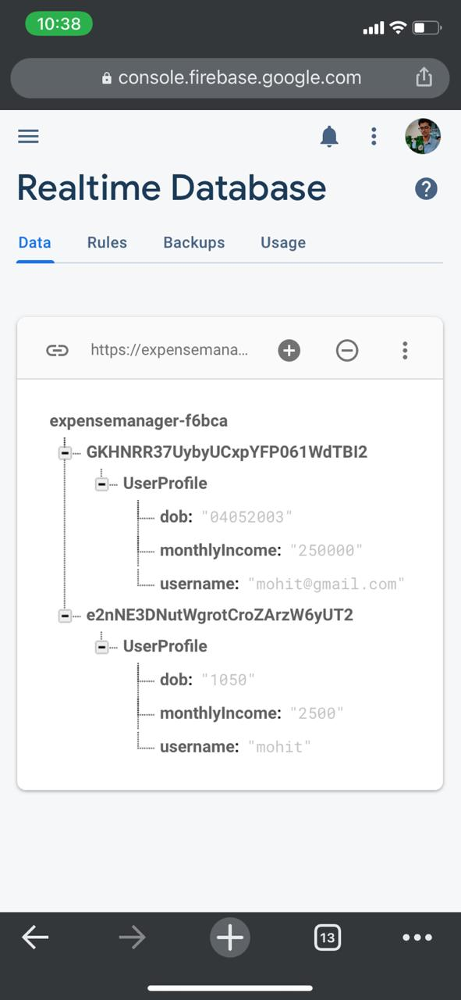 10:38
console.firebase.google.com
Realtime Database
?
Data Rules Backups Usage
https://expensemana...
expensemanager-f6bca
GKHNRR37UybyUCxpYFP061WdTBI2
UserProfile
dob: "04052003"
monthlyIncome: "250000"
username: "mohit@gmail.com"
e2nNE3DNutWgrotCroZArzW6yUT2
UserProfile
dob: "1050"
monthlyIncome: "2500"
username: "mohit"
13